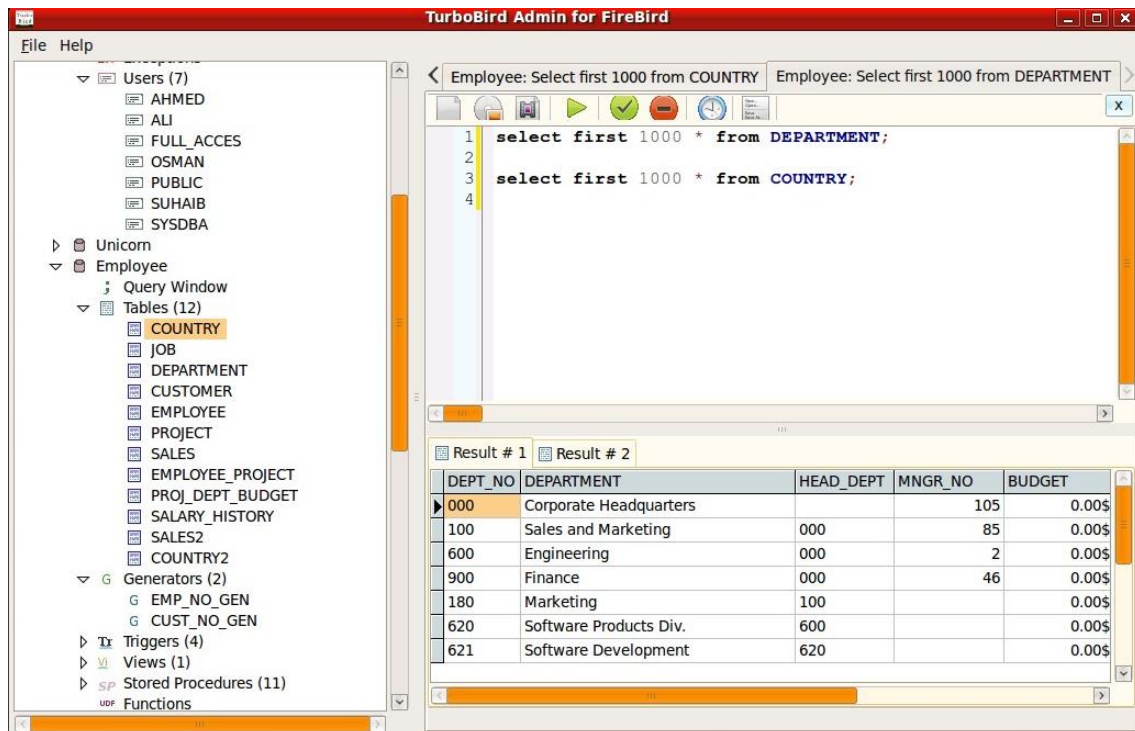 TurboBird Admin for FireBird
File Help
Exceptions
Users (7)
AHMED
ALI
FULL_ACCES
OSMAN
PUBLIC
SUHAIB
SYSDBA
Unicorn
Employee
; Query Window
Tables (12)
COUNTRY
JOB
DEPARTMENT
CUSTOMER
EMPLOYEE
PROJECT
SALES
EMPLOYEE_PROJECT
PROJ_DEPT_BUDGET
SALARY_HISTORY
SALES2
COUNTRY2
G Generators (2)
G EMP_NO_GEN
G CUST_NO_GEN
Tr Triggers (4)
Vi Views (1)
SP Stored Procedures (11)
UDF Functions
Employee: Select first 1000 from COUNTRY Employee: Select first 1000 from DEPARTMENT
X
1 select first 1000 * from DEPARTMENT;
2
3 select first 1000 * from COUNTRY;
4
Result # 1 Result # 2
DEPT_NO DEPARTMENT HEAD_DEPT MNGR_NO BUDGET
000 Corporate Headquarters 105 0.00$
100 Sales and Marketing 000 85 0.00$
600 Engineering 000 2 0.00$
900 Finance 000 46 0.00$
180 Marketing 100 0.00$
620 Software Products Div. 600 0.00$
621 Software Development 620 0.00$